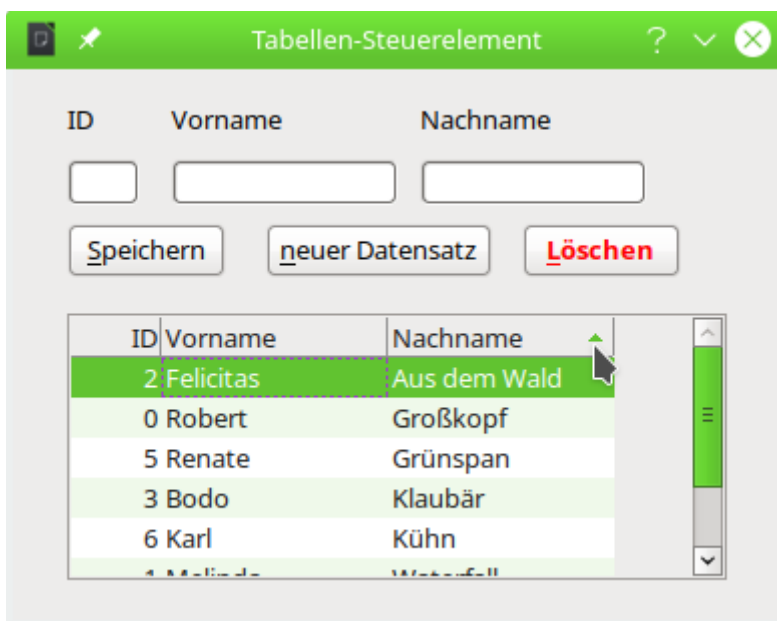 Tabellen-Steuerelement
ID Vorname Nachname
Speichern neuer Datensatz Löschen
ID Vorname Nachname
2 Felicitas Aus dem Wald
0 Robert Großkopf
5 Renate Grünspan
3 Bodo Klaubär
6 Karl Kühn